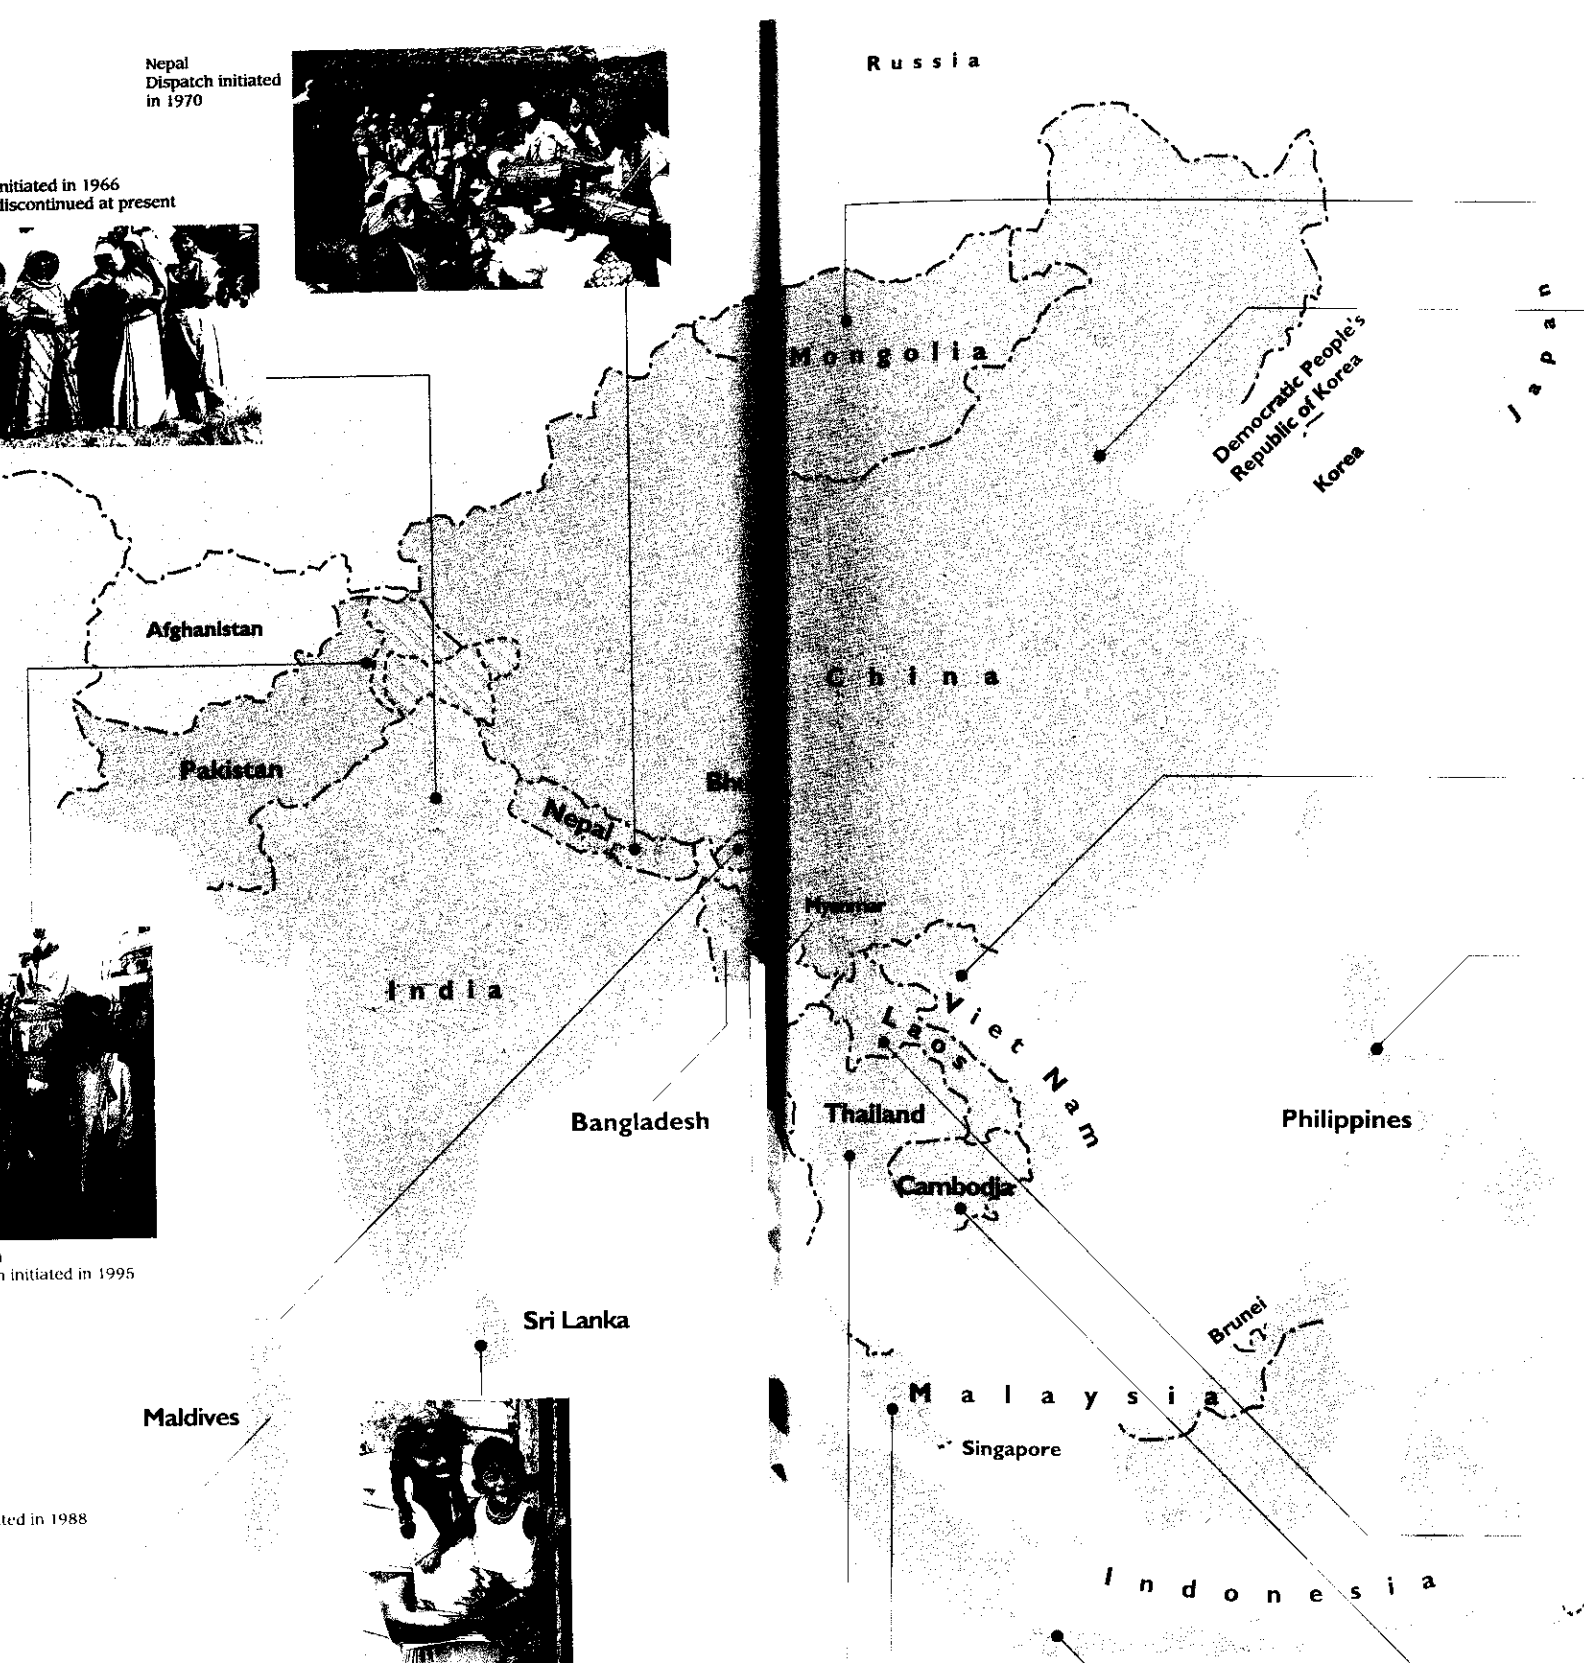 Nepal
Dispatch initiated
in 1970
nitiated in 1966
discontinued at present
Russia
Mongolia
Japan
Democratic People's
Republic of Korea
Korea
Afghanistan
China
Pakistan
Nepal
Bhu
Myanmar
India
Viet Nam
Laos
Bangladesh
Thailand
Philippines
Cambodja
n initiated in 1995
Sri Lanka
Brunei
Maldives
Malaysia
Singapore
ted in 1988
Indonesia